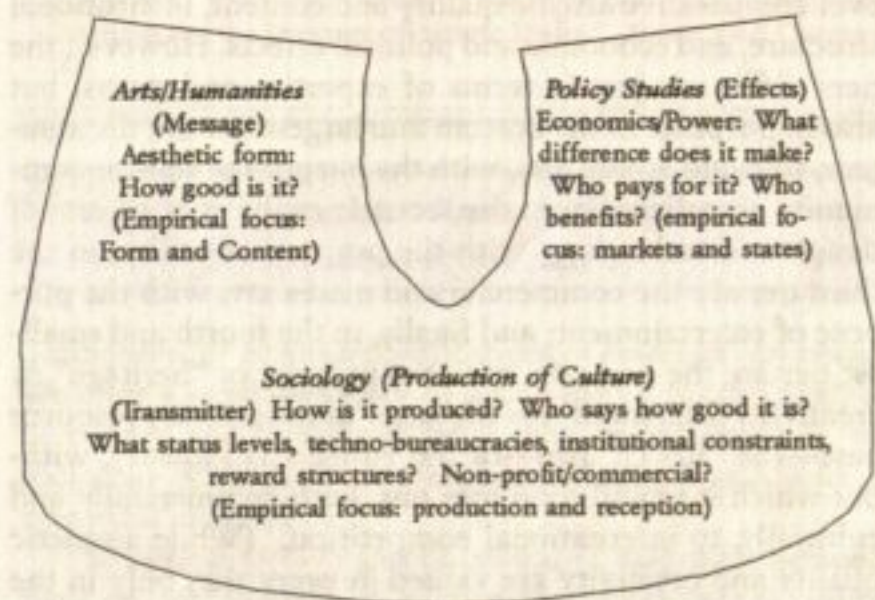 Arts/Humanities
(Message)
Aesthetic form:
How good is it?
(Empirical focus:
Form and Content)
Policy Studies (Effects)
Economics/Power: What
difference does it make?
Who pays for it? Who
benefits? (empirical fo-
cus: markets and states)
Sociology (Production of Culture)
(Transmitter) How is it produced? Who says how good it is?
What status levels, techno-bureaucracies, institutional constraints,
reward structures? Non-profit/commercial?
(Empirical focus: production and reception)